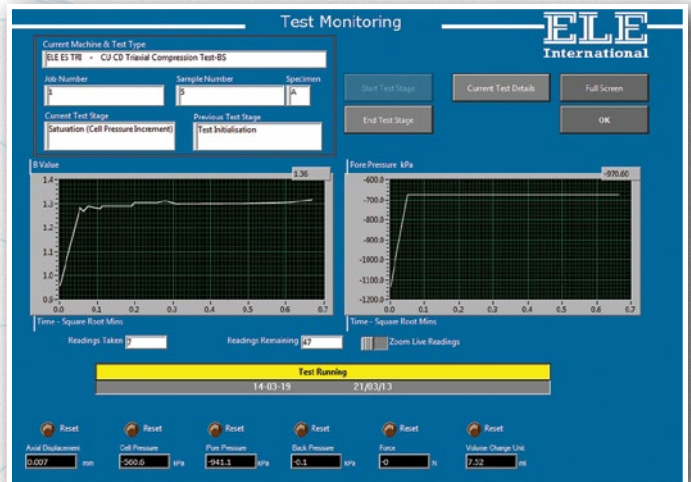 Test Monitoring
ELE
International
Current Machine & Test Type
ELE ES TRI - CU CD Triaxial Compression Test-BS
Job Number
Sample Number
Specimen
1
5
A
Current Test Stage
Previous Test Stage
Saturation (Cell Pressure Increment)
Test Initialisation
Start Test Stage
Current Test Details
Full Screen
End Test Stage
OK
B Value
1.36
1.4
1.3
1.2
1.1
1.0
0.9
0.0 0.1 0.2 0.3 0.4 0.5 0.6 0.7
Time - Square Root Mins
Pore Pressure kPa
-970.60
-600.0
-700.0
-800.0
-900.0
-1000.0
-1100.0
-1200.0
0.0 0.1 0.2 0.3 0.4 0.5 0.6 0.7
Time - Square Root Mins
Readings Taken 7
Readings Remaining 47
Zoom Live Readings
Test Running
14-03-19 21/03/13
Reset Reset Reset Reset Reset Reset
Axial Displacement Cell Pressure Pore Pressure Back Pressure Force Volume Change Unit
0.007 mm -560.6 kPa -941.1 kPa -0.1 kPa -0 N 7.52 ml